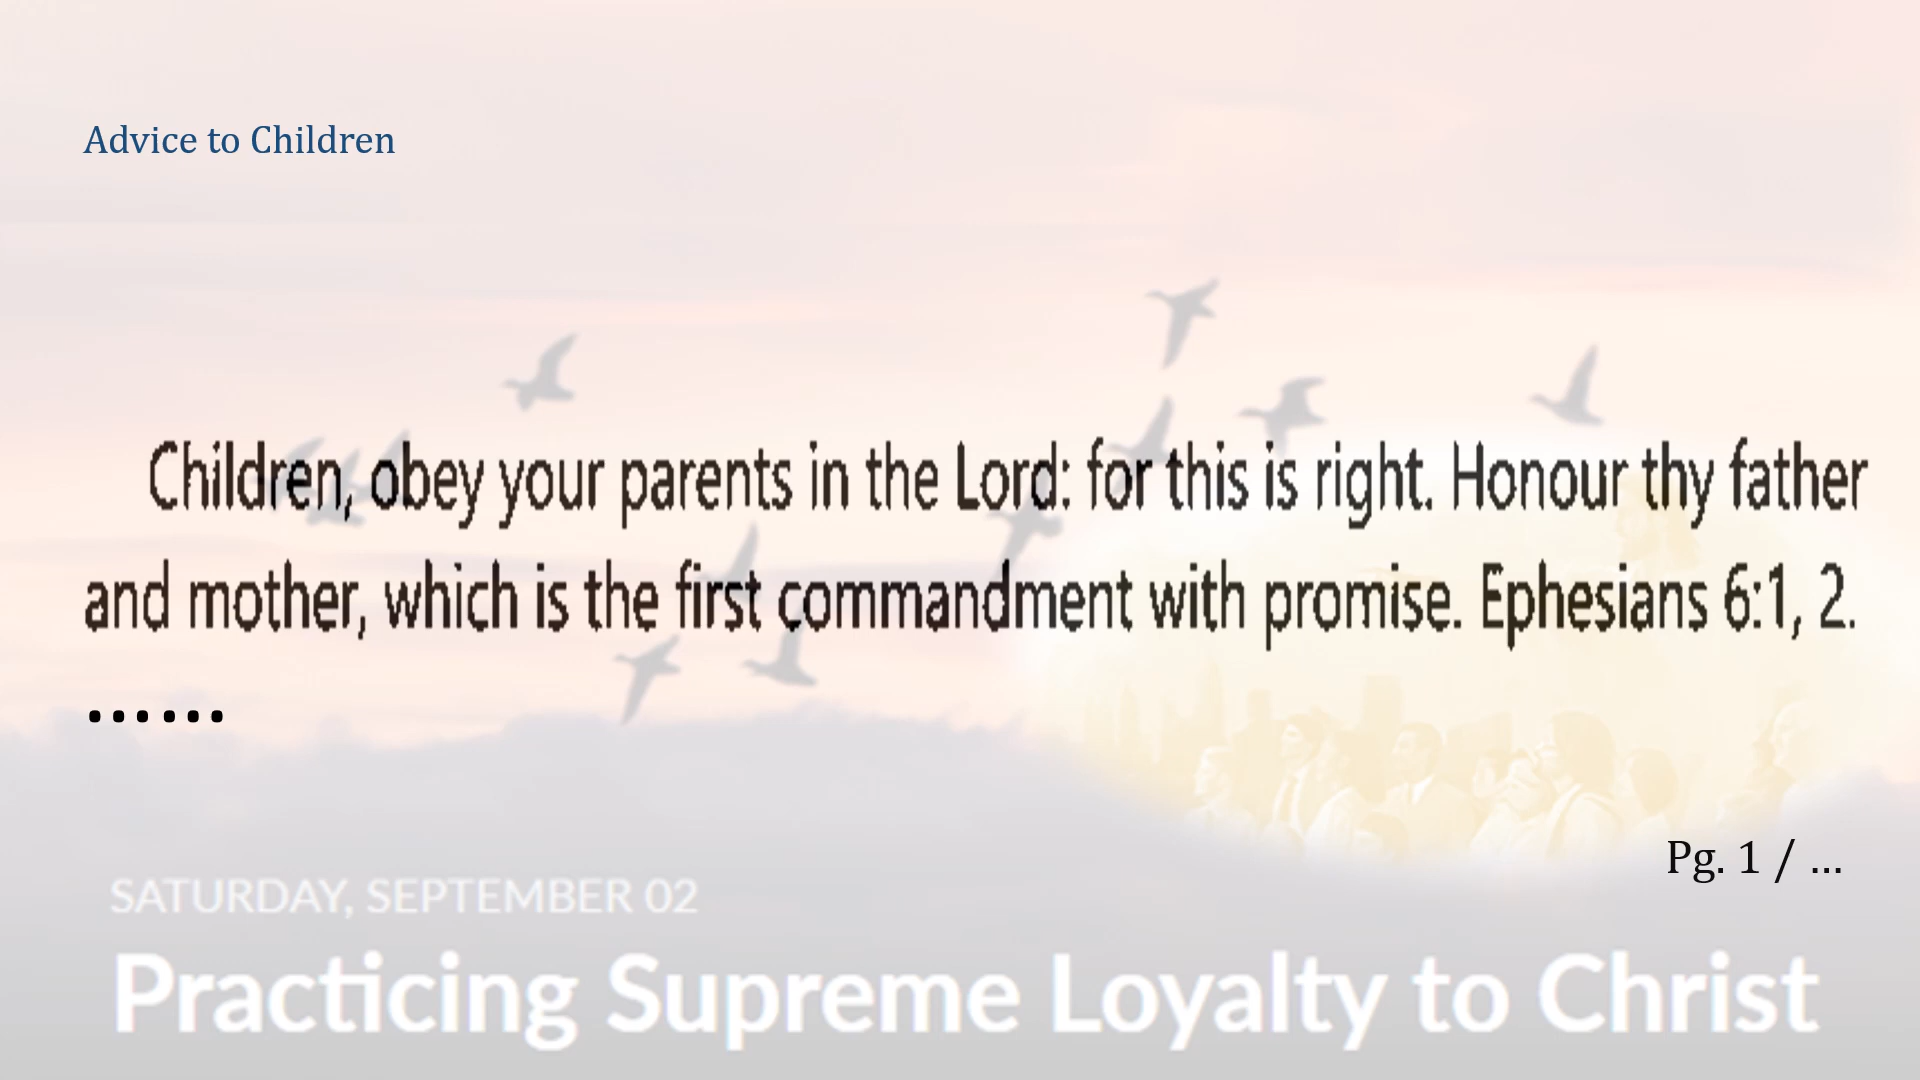 Advice to Children
Children, obey your parents in the Lord: for this is right. Honour thy father
and mother, which is the first commandment with promise. Ephesians 6:1, 2.
......
Pg. 1 / ...
SATURDAY, SEPTEMBER 02
Practicing Supreme Loyalty to Christ